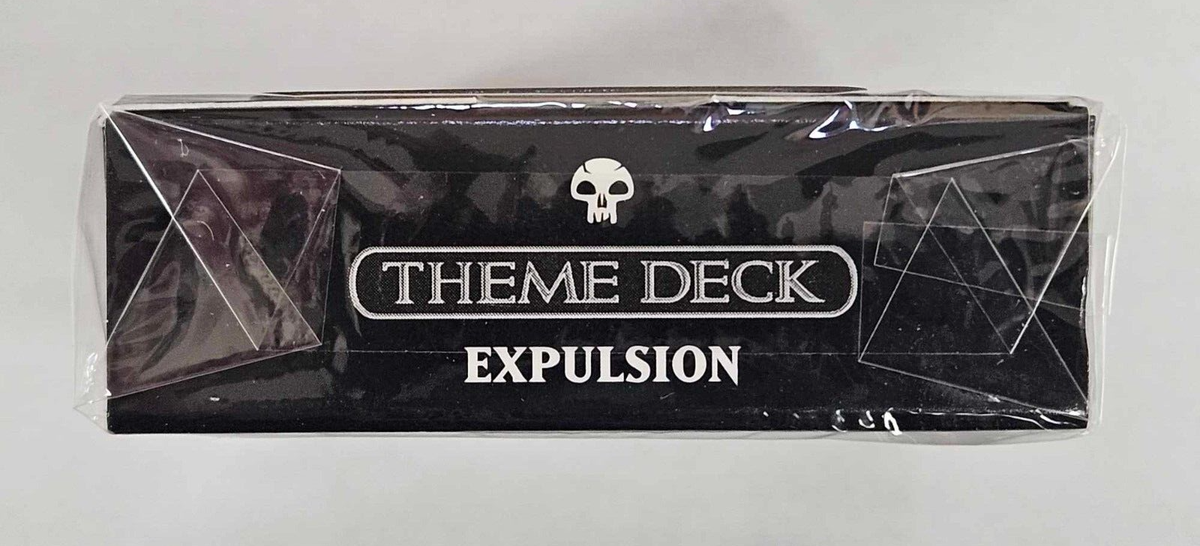 THEME DECK
EXPULSION